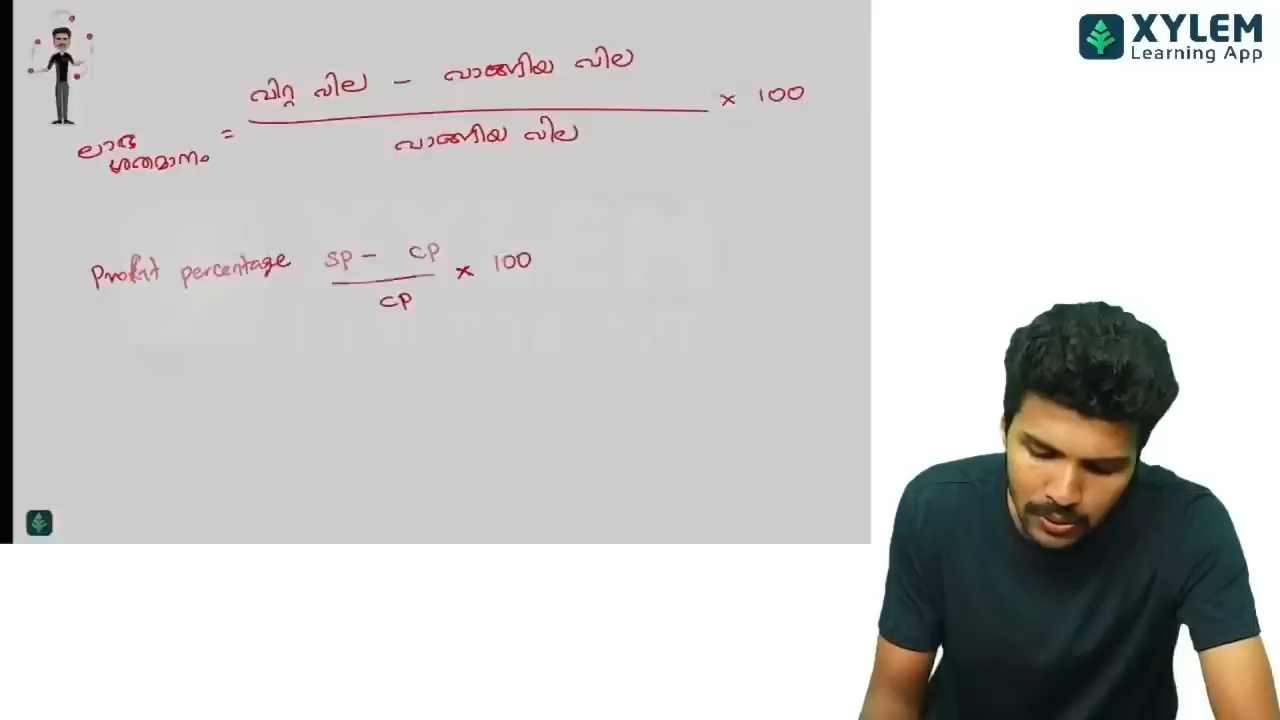 XYLEM
Learning App
വിറ്റ വില - വാങ്ങിയ വില
ലാഭ ശതമാനം = ――― × 100
വാങ്ങിയ വില
Profit percentage SP - CP
――― × 100
CP